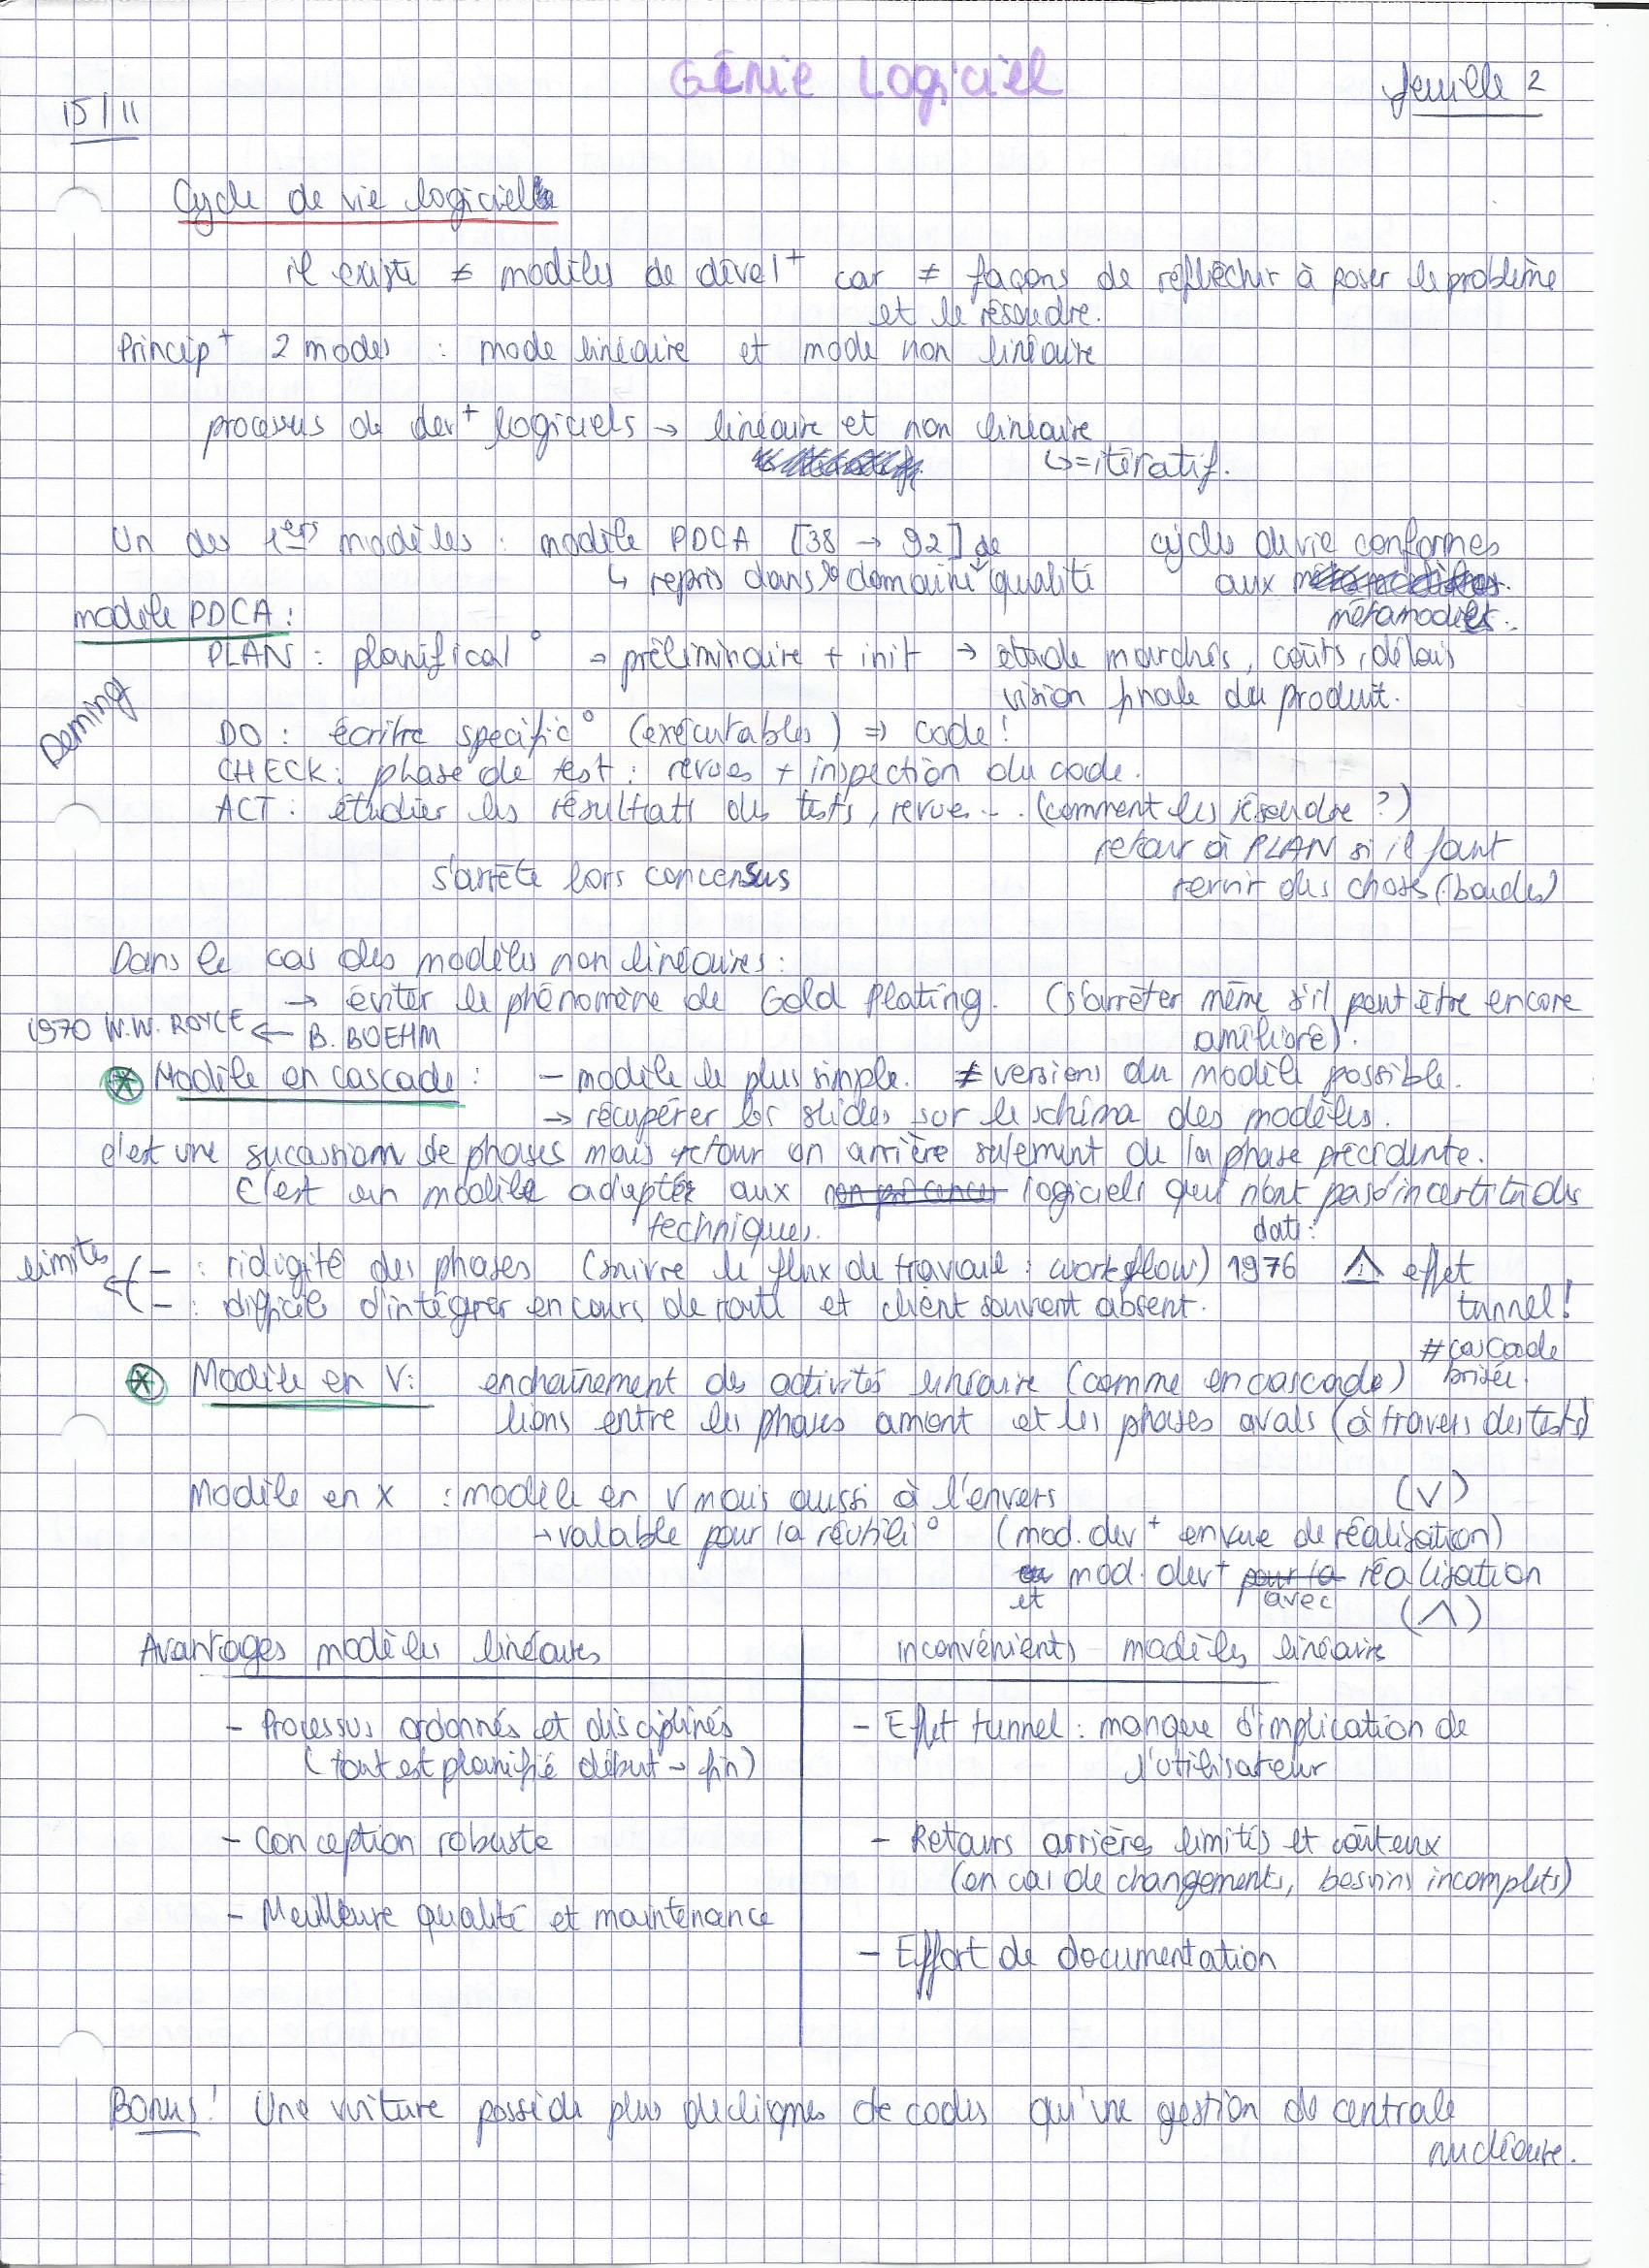 Génie Logiciel
feuille 2
15/11
Cycle de vie logiciel
il existe ≠ modèles de dével⁺ car ≠ façons de réfléchir à poser le problème
et le résoudre.
Princip⁺ 2 modes : mode linéaire et mode non linéaire
processus de dev⁺ logiciels → linéaire et non linéaire
↳ = itératif.
Un des 1ers modèles : modèle PDCA [38 → 92] de
↳ repris dans le domaine qualité
cycles de vie conformes
aux
métamodèles.
modèle PDCA :
Deming
PLAN : planificat° → préliminaire + init → étude marchés, coûts, délais
vision finale du produit.
DO : écrire specific° (exécutables) => code !
CHECK : phase de test : revues + inspection du code.
ACT : étudier les résultats des tests, revue... (comment les résoudre ?)
retour à PLAN si il faut
revoir des choses (boucles)
s'arrête lors concensus
Dans le cas des modèles non linéaires :
→ éviter le phénomène de Gold Plating. (s'arrêter même s'il peut être encore
amélioré).
1970 W.W. ROYCE ← B. BOEHM
* Modèle en cascade : - modèle le plus simple. ≠ versions du modèle possible.
→ récupérer les slides sur le schéma des modèles.
c'est une succession de phases mais retour en arrière seulement de la phase précédente.
C'est un modèle adapté aux logiciels qui n'ont pas d'incertitudes
techniques.
date :
limites
- : ridigité des phases (suivre le flux de travail : workflow) 1976 ⚠ effet
tunnel !
- : difficile d'intégrer en cours de route et client souvent absent.
#cascade
brisée.
* Modèle en V : enchaînement des activités linéaire (comme en cascade)
liens entre les phases amont et les phases avals (à travers des tests)
Modèle en X : modèle en V mais aussi à l'envers (V)
→ valable pour la réutili° (mod. dev⁺ en vue de réalisation)
et mod. dev⁺ avec réalisation
(Λ)
Avantages modèles linéaires
- Processus ordonnés et disciplinés
(tout est planifié début → fin)
- Conception robuste
- Meilleure qualité et maintenance
inconvénients modèles linéaire
- Effet tunnel : manque d'implication de
l'utilisateur
- Retours arrières limités et coûteux
(en cas de changements, besoins incomplets)
- Effort de documentation
Bonus ! Une voiture possède plus de lignes de codes qu'une gestion de centrale
nucléaire.